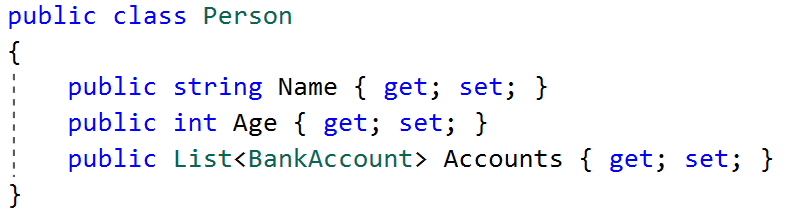 public class Person
{
    public string Name { get; set; }
    public int Age { get; set; }
    public List<BankAccount> Accounts { get; set; }
}